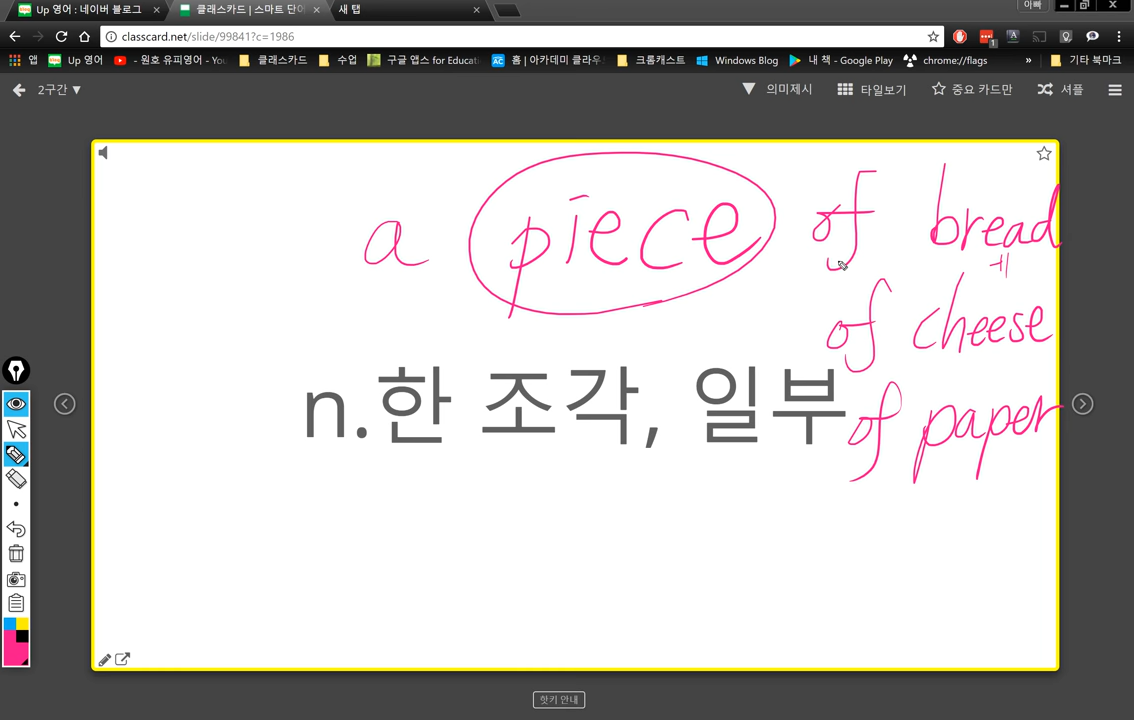 Up 영어 : 네이버 블로그
클래스카드 | 스마트 단어
새 탭
아빠
classcard.net/slide/99841?c=1986
앱
Up 영어
- 원호 유피영어 - You
클래스카드
수업
구글 앱스 for Educati
홈 | 아카데미 클라우
크롬캐스트
Windows Blog
내 책 - Google Play
chrome://flags
»
기타 북마크
2구간 ▼
▼ 의미제시
타일보기
중요 카드만
셔플
a piece of bread
of cheese
n.한 조각, 일부
of paper
핫키 안내